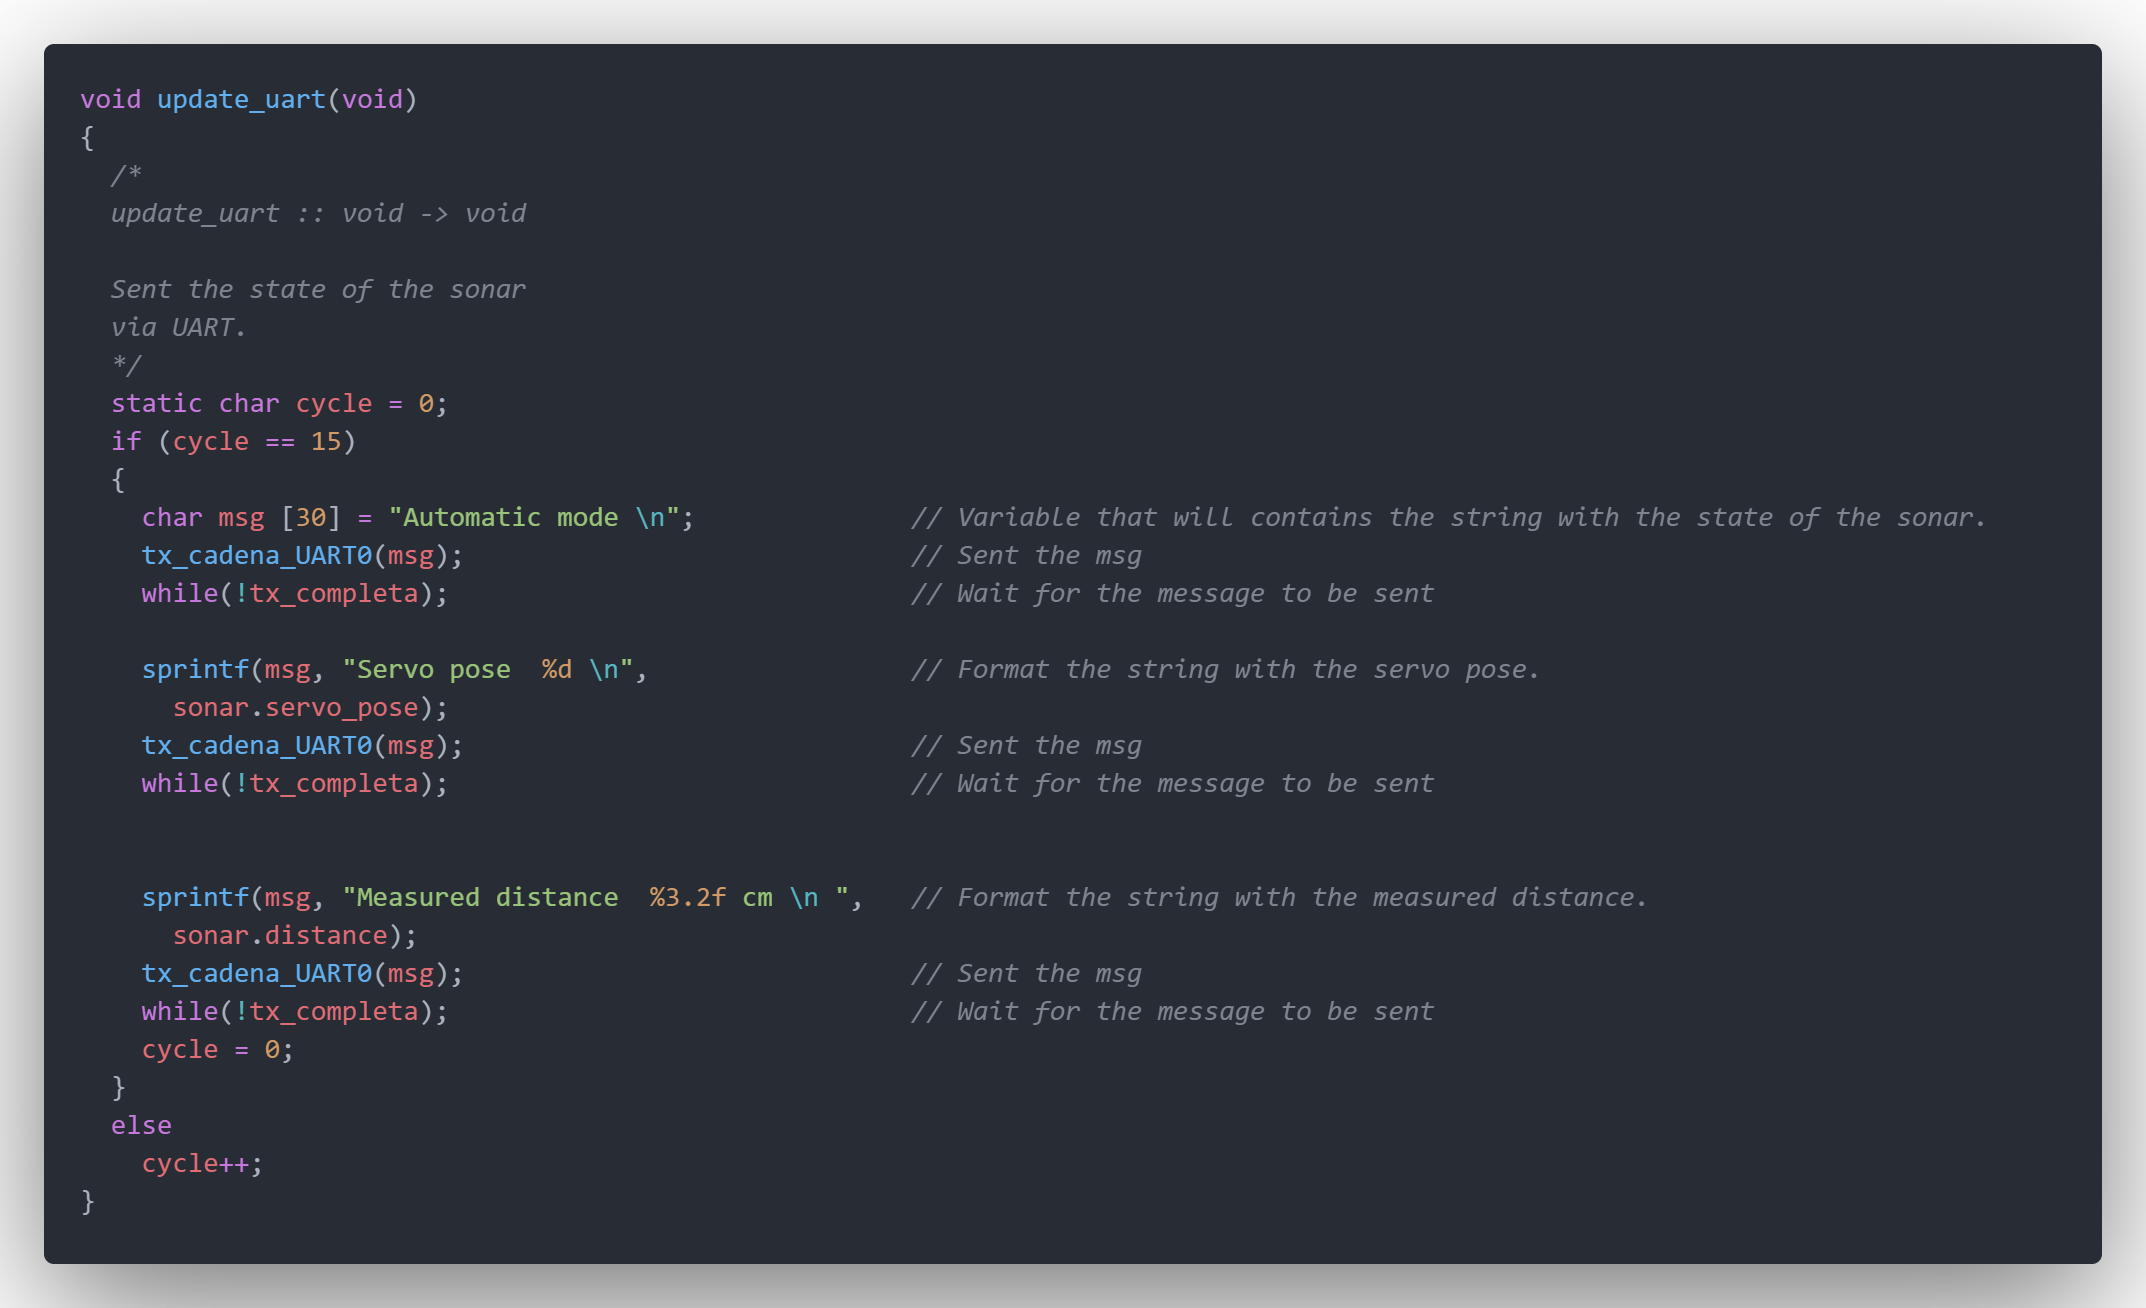 void update_uart(void)
{
  /*
  update_uart :: void -> void

  Sent the state of the sonar
  via UART.
  */
  static char cycle = 0;
  if (cycle == 15)
  {
    char msg [30] = "Automatic mode \n";              // Variable that will contains the string with the state of the sonar.
    tx_cadena_UART0(msg);                             // Sent the msg
    while(!tx_completa);                              // Wait for the message to be sent

    sprintf(msg, "Servo pose  %d \n",                 // Format the string with the servo pose.
      sonar.servo_pose);
    tx_cadena_UART0(msg);                             // Sent the msg
    while(!tx_completa);                              // Wait for the message to be sent


    sprintf(msg, "Measured distance  %3.2f cm \n ",   // Format the string with the measured distance.
      sonar.distance);
    tx_cadena_UART0(msg);                             // Sent the msg
    while(!tx_completa);                              // Wait for the message to be sent
    cycle = 0;
  }
  else
    cycle++;
}